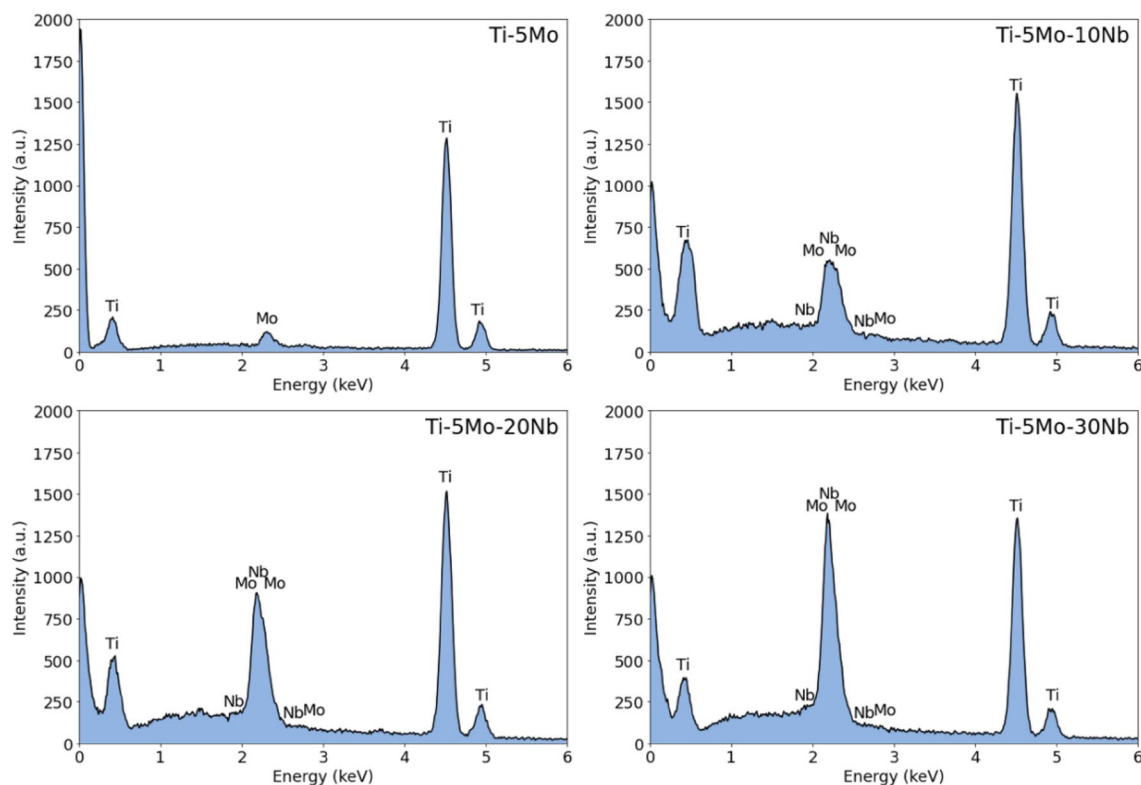 Ti-5Mo
2000
1750
1500
1250
1000
750
500
250
0
Intensity (a.u.)
Ti
Mo
Ti
Ti
0 1 2 3 4 5 6
Energy (keV)
Ti-5Mo-10Nb
2000
1750
1500
1250
1000
750
500
250
0
Intensity (a.u.)
Ti
Nb
Nb
Mo Mo
Nb Mo
Ti
Ti
0 1 2 3 4 5 6
Energy (keV)
Ti-5Mo-20Nb
2000
1750
1500
1250
1000
750
500
250
0
Intensity (a.u.)
Ti
Nb
Nb
Mo Mo
Nb Mo
Ti
Ti
0 1 2 3 4 5 6
Energy (keV)
Ti-5Mo-30Nb
2000
1750
1500
1250
1000
750
500
250
0
Intensity (a.u.)
Ti
Nb
Nb
Mo Mo
Nb Mo
Ti
Ti
0 1 2 3 4 5 6
Energy (keV)